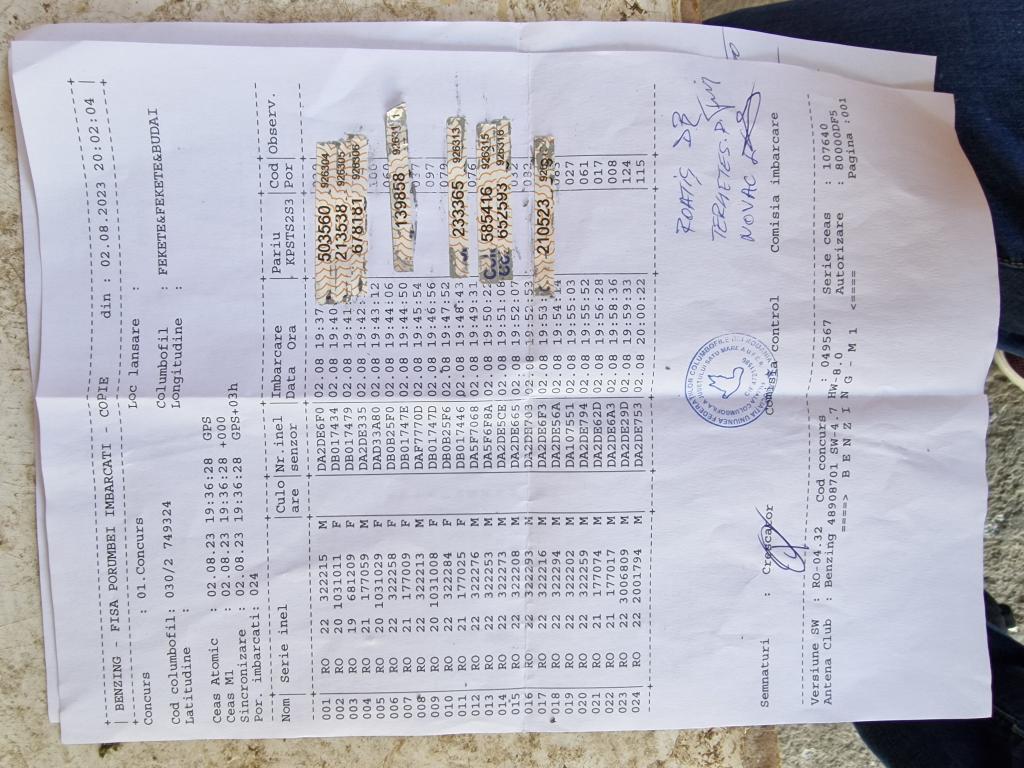 BENZING - FISA PORUMBEI IMBARCATI - COPIE din : 02.08.2023 20:02:04
Concurs : 01.Concurs Loc lansare :
Cod columbofil: 030/2 749324 Columbofil : FEKETE&FEKETE&BUDAI
Latitudine : Longitudine :
Ceas Atomic : 02.08.23 19:36:28 GPS
Ceas M1 : 02.08.23 19:36:28 +000
Sincronizare : 02.08.23 19:36:28 GPS+03h
Por. imbarcati: 024
Nom Serie inel Culo Nr.inel Imbarcare Pariu Cod Observ.
are senzor Data Ora KPSTS2S3 Por
001 RO 22 322215 M DA2DE6F0 02.08 19:37 503560 926304
002 RO 20 1031011 F DB017434 02.08 19:40 213538 926305
003 RO 19 681209 F DB017479 02.08 19:41 678181 926306
004 RO 21 177019 M DA2DE335 02.08 19:42
005 RO 20 1031029 F DAD33A80 02.08 19:43:12
006 RO 22 322258 F DB0B25F0 02.08 19:44:06 139858
007 RO 21 177009 F DB01747E 02.08 19:44:50
008 RO 22 322213 M DAF7770D 02.08 19:45:54
009 RO 20 1031008 F DB01747D 02.08 19:46:56 097
010 RO 22 322284 F DB0B25F6 02.08 19:47:52 079
011 RO 21 177025 F DB017446 02.08 19:48:43 233365 926313
012 RO 22 322276 M DA5F7068 02.08 19:49:31 076
013 RO 22 322253 M DA5F6FBA 02.08 19:50:2 585416 926315
014 RO 22 322273 M DA2DE5CE 02.08 19:51:08 652593 926316
015 RO 22 322208 M DA2DE665 02.08 19:52:07
016 RO 22 322293 M DA2DE703 02.08 19:52:53
017 RO 22 322216 M DA2DE6F3 02.08 19:53 210523
018 RO 22 322294 M DA2DE56A 02.08 19:54:14
019 RO 22 322202 M DA107551 02.08 19:55:03 027
020 RO 22 322259 M DA2DE794 02.08 19:55:52 061
021 RO 21 177074 M DA2DE62D 02.08 19:56:28 017
022 RO 21 177017 M DA2DE6A3 02.08 19:58:36 008
023 RO 22 3006809 M DA2DE29D 02.08 19:59:33 124
024 RO 22 2001794 M DA2DE753 02.08 20:00:22 115
NOVAC
Semnaturi : Crescator Comisia control Comisia imbarcare
Versiune SW : RO-04.32 Cod concurs : 049567 Serie ceas : 107640
Antena Club : Benzing 48908701 SW-4.7 HW-8.0 Autorizare : 80000DF5
====> B E N Z I N G - M 1 <==== Pagina :001